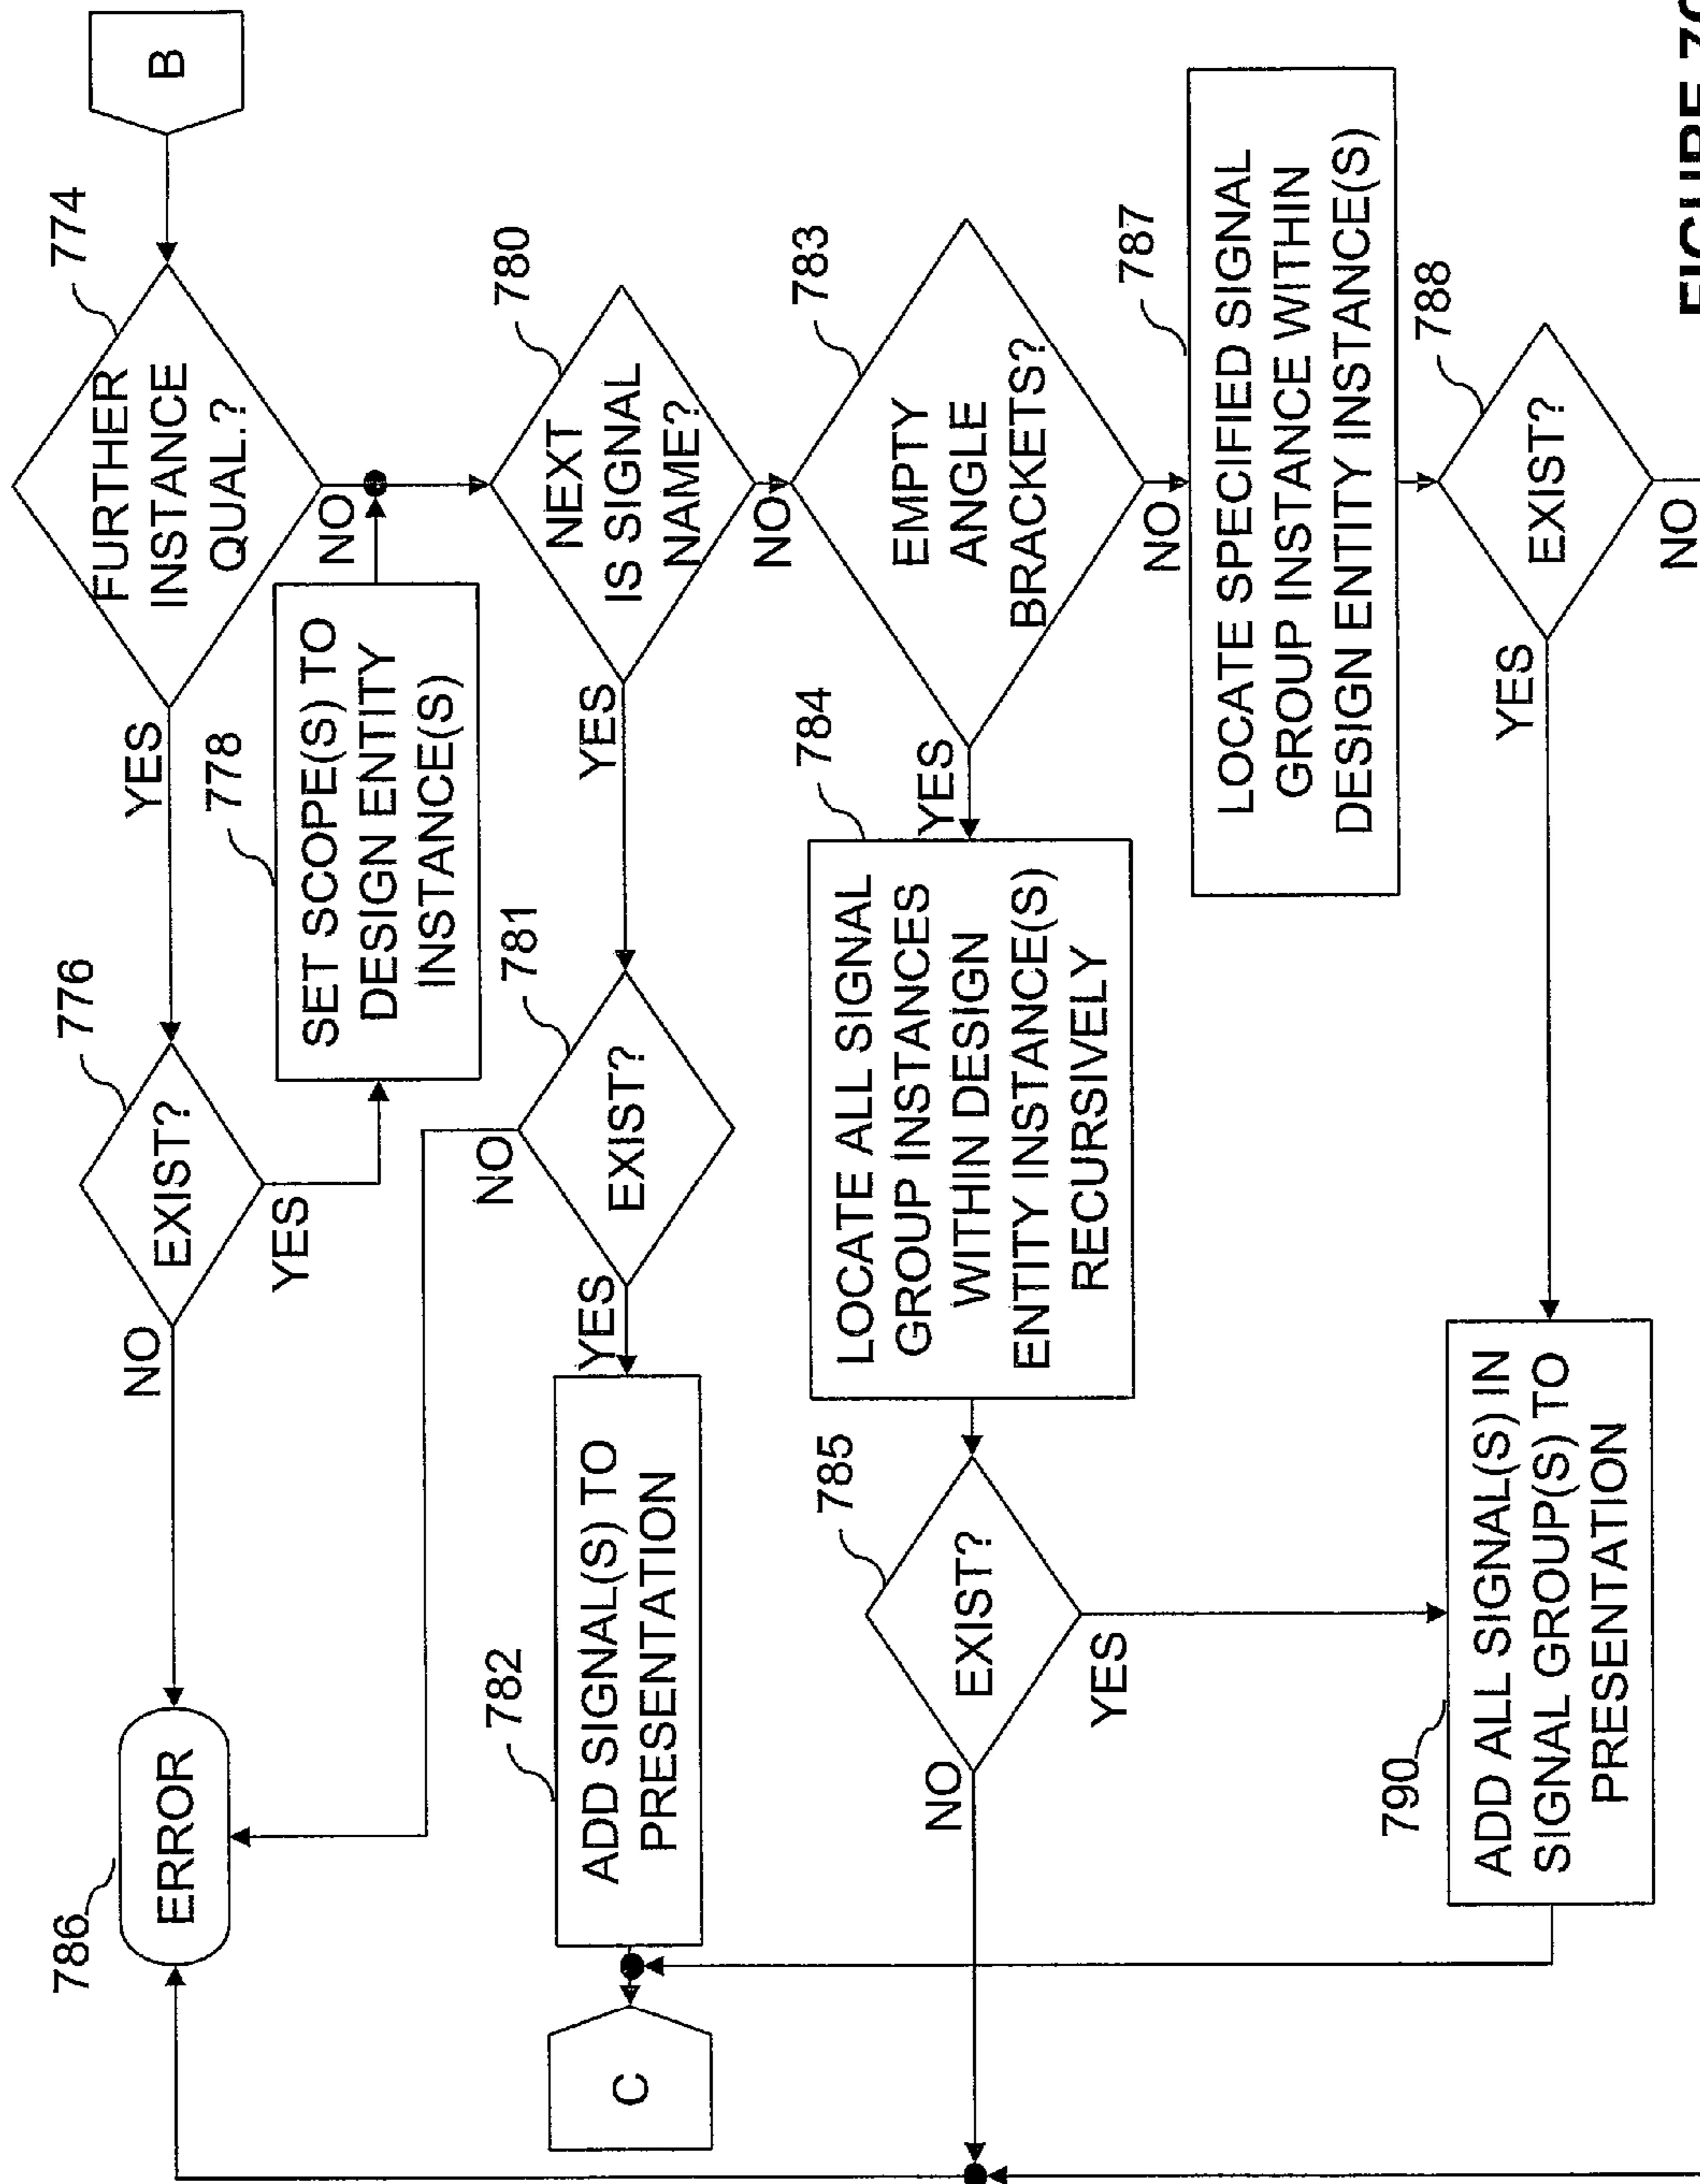 B
774
FURTHER
INSTANCE
QUAL.?
YES
NO
776
EXIST?
NO
YES
778
SET SCOPE(S) TO
DESIGN ENTITY
INSTANCE(S)
786
ERROR
780
NEXT
IS SIGNAL
NAME?
YES
NO
781
EXIST?
NO
YES
782
ADD SIGNAL(S) TO
PRESENTATION
C
783
EMPTY
ANGLE
BRACKETS?
YES
NO
784
LOCATE ALL SIGNAL
GROUP INSTANCES
WITHIN DESIGN
ENTITY INSTANCE(S)
RECURSIVELY
785
EXIST?
NO
YES
787
LOCATE SPECIFIED SIGNAL
GROUP INSTANCE WITHIN
DESIGN ENTITY INSTANCE(S)
788
EXIST?
YES
NO
790
ADD ALL SIGNAL(S) IN
SIGNAL GROUP(S) TO
PRESENTATION
FIGURE